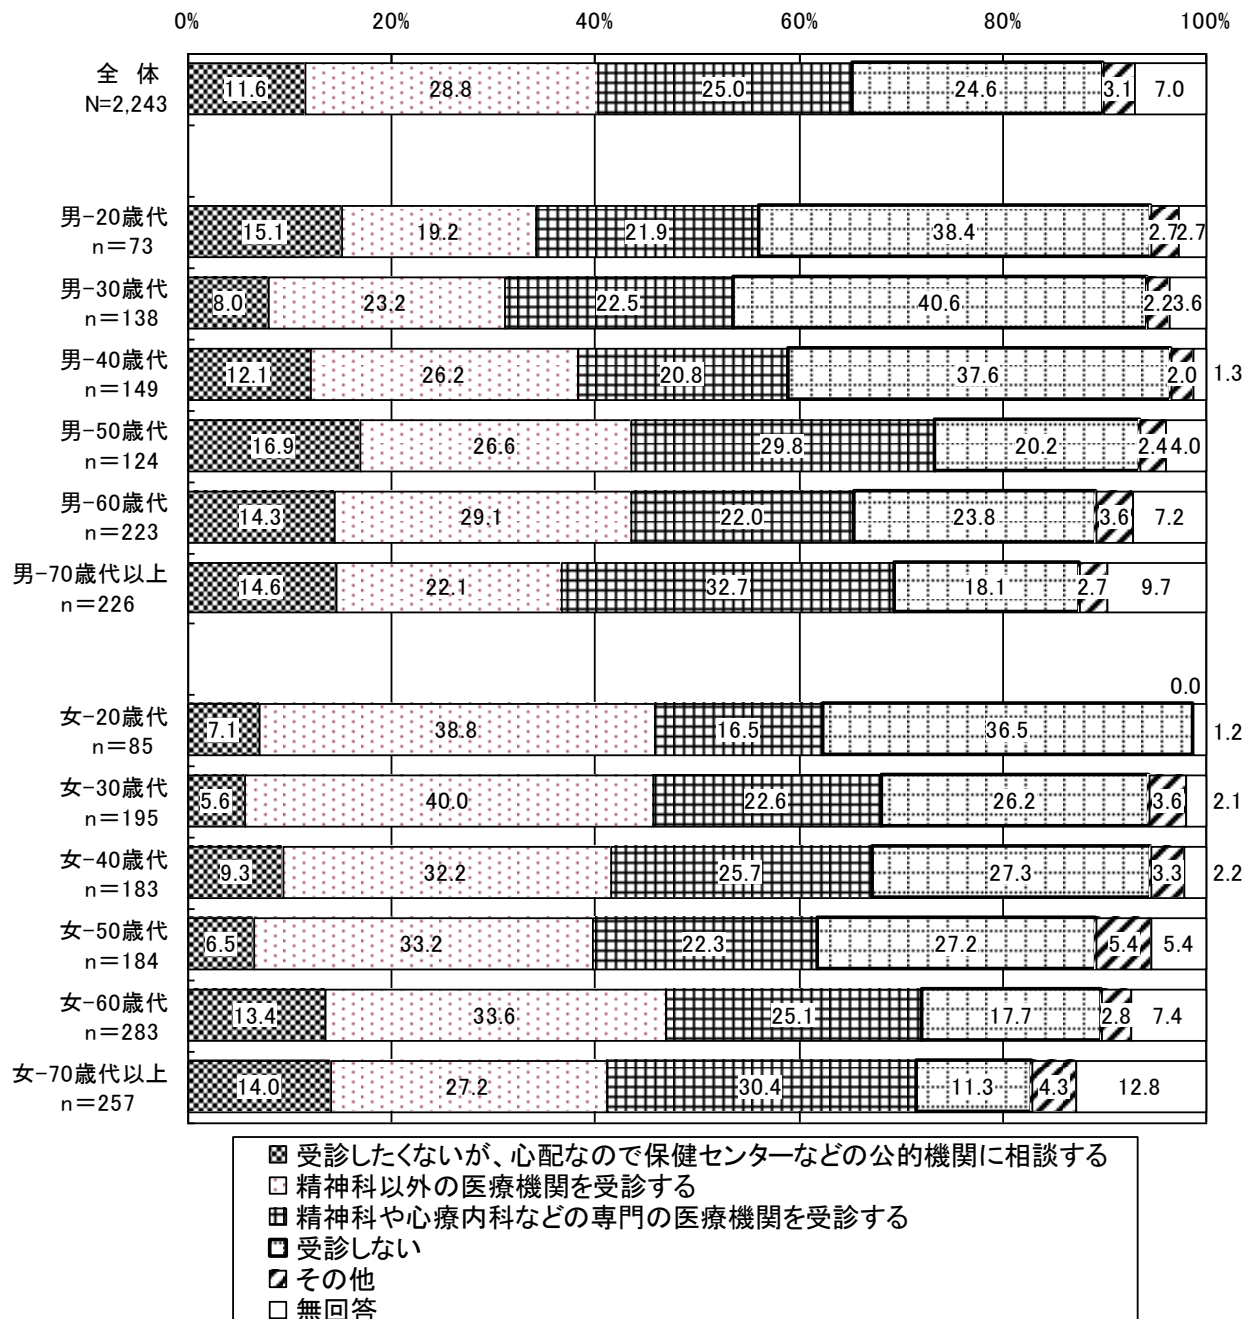 0% 20% 40% 60% 80% 100%
全 体
N=2,243
11.6 28.8 25.0 24.6 3.1 7.0
男-20歳代
n=73
15.1 19.2 21.9 38.4 2.7 2.7
男-30歳代
n=138
8.0 23.2 22.5 40.6 2.2 3.6
男-40歳代
n=149
12.1 26.2 20.8 37.6 2.0 1.3
男-50歳代
n=124
16.9 26.6 29.8 20.2 2.4 4.0
男-60歳代
n=223
14.3 29.1 22.0 23.8 3.6 7.2
男-70歳代以上
n=226
14.6 22.1 32.7 18.1 2.7 9.7
女-20歳代
n=85
7.1 38.8 16.5 36.5 0.0 1.2
女-30歳代
n=195
5.6 40.0 22.6 26.2 3.6 2.1
女-40歳代
n=183
9.3 32.2 25.7 27.3 3.3 2.2
女-50歳代
n=184
6.5 33.2 22.3 27.2 5.4 5.4
女-60歳代
n=283
13.4 33.6 25.1 17.7 2.8 7.4
女-70歳代以上
n=257
14.0 27.2 30.4 11.3 4.3 12.8
受診したくないが、心配なので保健センターなどの公的機関に相談する
精神科以外の医療機関を受診する
精神科や心療内科などの専門の医療機関を受診する
受診しない
その他
無回答